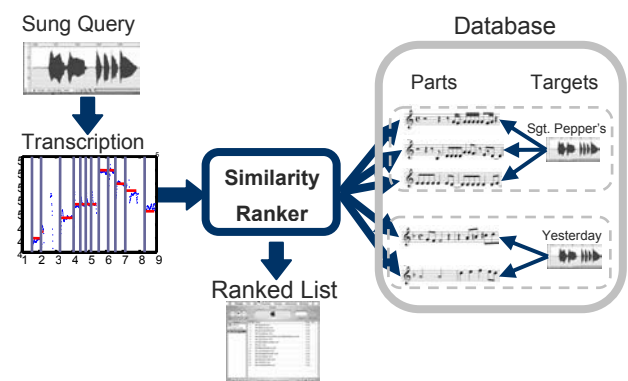 Sung Query
Database
Parts
Targets
Sgt. Pepper's
Transcription
Similarity
Ranker
Yesterday
1 2 3 4 5 6 7 8 9
Ranked List